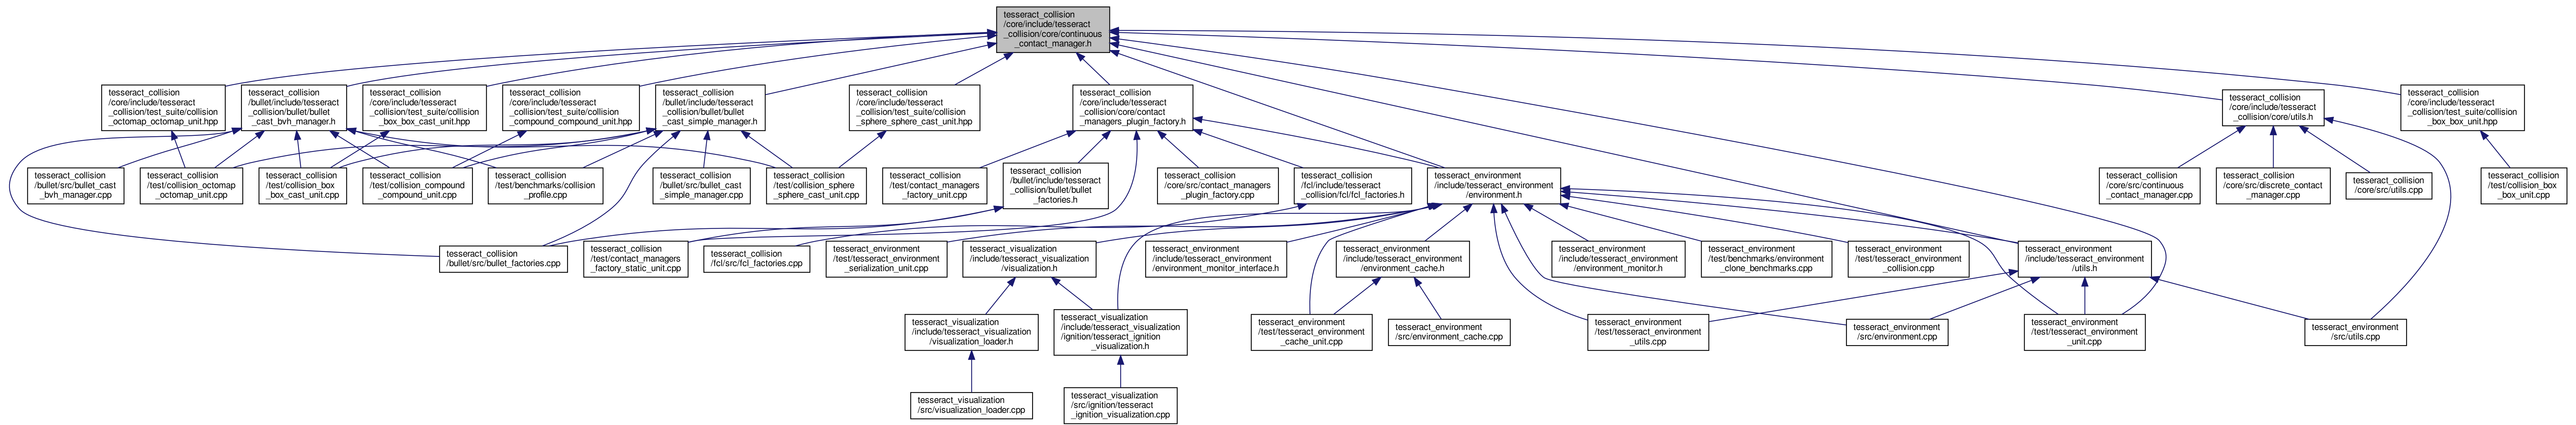 tesseract_collision
/core/include/tesseract
_collision/core/continuous
_contact_manager.h
tesseract_collision
/core/include/tesseract
_collision/test_suite/collision
_octomap_octomap_unit.hpp
tesseract_collision
/bullet/include/tesseract
_collision/bullet/bullet
_cast_bvh_manager.h
tesseract_collision
/core/include/tesseract
_collision/test_suite/collision
_box_box_cast_unit.hpp
tesseract_collision
/core/include/tesseract
_collision/test_suite/collision
_compound_compound_unit.hpp
tesseract_collision
/bullet/include/tesseract
_collision/bullet/bullet
_cast_simple_manager.h
tesseract_collision
/core/include/tesseract
_collision/test_suite/collision
_sphere_sphere_cast_unit.hpp
tesseract_collision
/core/include/tesseract
_collision/core/contact
_managers_plugin_factory.h
tesseract_collision
/core/include/tesseract
_collision/core/utils.h
tesseract_collision
/core/include/tesseract
_collision/test_suite/collision
_box_box_unit.hpp
tesseract_collision
/bullet/src/bullet_cast
_bvh_manager.cpp
tesseract_collision
/test/collision_octomap
_octomap_unit.cpp
tesseract_collision
/test/collision_box
_box_cast_unit.cpp
tesseract_collision
/test/collision_compound
_compound_unit.cpp
tesseract_collision
/test/benchmarks/collision
_profile.cpp
tesseract_collision
/bullet/src/bullet_cast
_simple_manager.cpp
tesseract_collision
/test/collision_sphere
_sphere_cast_unit.cpp
tesseract_collision
/test/contact_managers
_factory_unit.cpp
tesseract_collision
/bullet/include/tesseract
_collision/bullet/bullet
_factories.h
tesseract_collision
/core/src/contact_managers
_plugin_factory.cpp
tesseract_collision
/fcl/include/tesseract
_collision/fcl/fcl_factories.h
tesseract_environment
/include/tesseract_environment
/environment.h
tesseract_collision
/core/src/continuous
_contact_manager.cpp
tesseract_collision
/core/src/discrete_contact
_manager.cpp
tesseract_collision
/core/src/utils.cpp
tesseract_collision
/test/collision_box
_box_unit.cpp
tesseract_collision
/bullet/src/bullet_factories.cpp
tesseract_collision
/test/contact_managers
_factory_static_unit.cpp
tesseract_collision
/fcl/src/fcl_factories.cpp
tesseract_environment
/test/tesseract_environment
_serialization_unit.cpp
tesseract_visualization
/include/tesseract_visualization
/visualization.h
tesseract_environment
/include/tesseract_environment
/environment_monitor_interface.h
tesseract_environment
/include/tesseract_environment
/environment_cache.h
tesseract_environment
/include/tesseract_environment
/environment_monitor.h
tesseract_environment
/test/benchmarks/environment
_clone_benchmarks.cpp
tesseract_environment
/test/tesseract_environment
_collision.cpp
tesseract_environment
/include/tesseract_environment
/utils.h
tesseract_visualization
/include/tesseract_visualization
/visualization_loader.h
tesseract_visualization
/include/tesseract_visualization
/ignition/tesseract_ignition
_visualization.h
tesseract_environment
/test/tesseract_environment
_cache_unit.cpp
tesseract_environment
/src/environment_cache.cpp
tesseract_environment
/test/tesseract_environment
_utils.cpp
tesseract_environment
/src/environment.cpp
tesseract_environment
/test/tesseract_environment
_unit.cpp
tesseract_environment
/src/utils.cpp
tesseract_visualization
/src/visualization_loader.cpp
tesseract_visualization
/src/ignition/tesseract
_ignition_visualization.cpp